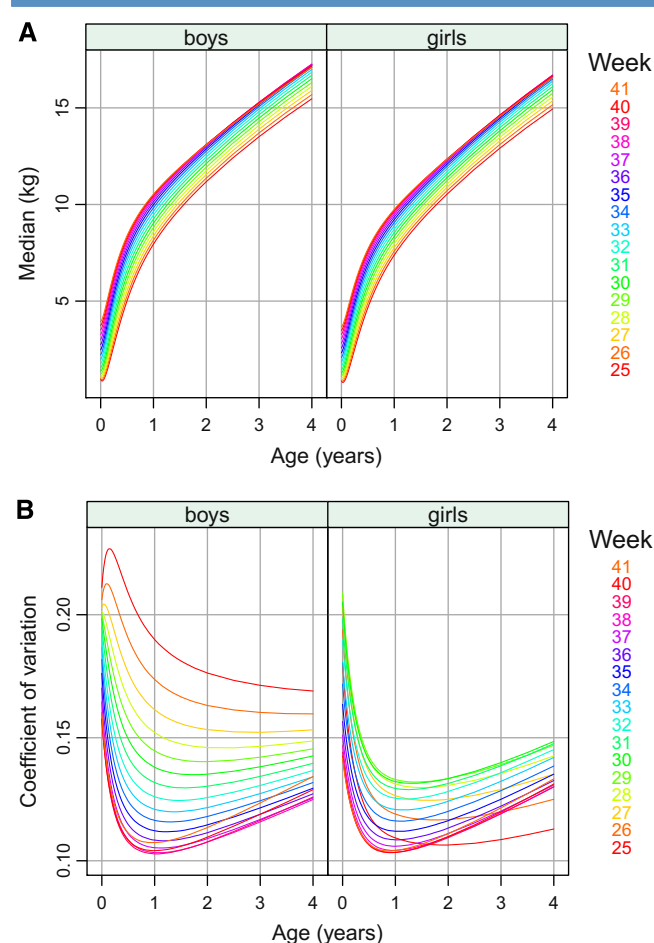 A
boys
girls
Week
41
40
39
38
37
36
35
34
33
32
31
30
29
28
27
26
25
Median (kg)
5
10
15
0 1 2 3 4
0 1 2 3 4
Age (years)
B
boys
girls
Week
41
40
39
38
37
36
35
34
33
32
31
30
29
28
27
26
25
Coefficient of variation
0.10
0.15
0.20
0 1 2 3 4
0 1 2 3 4
Age (years)